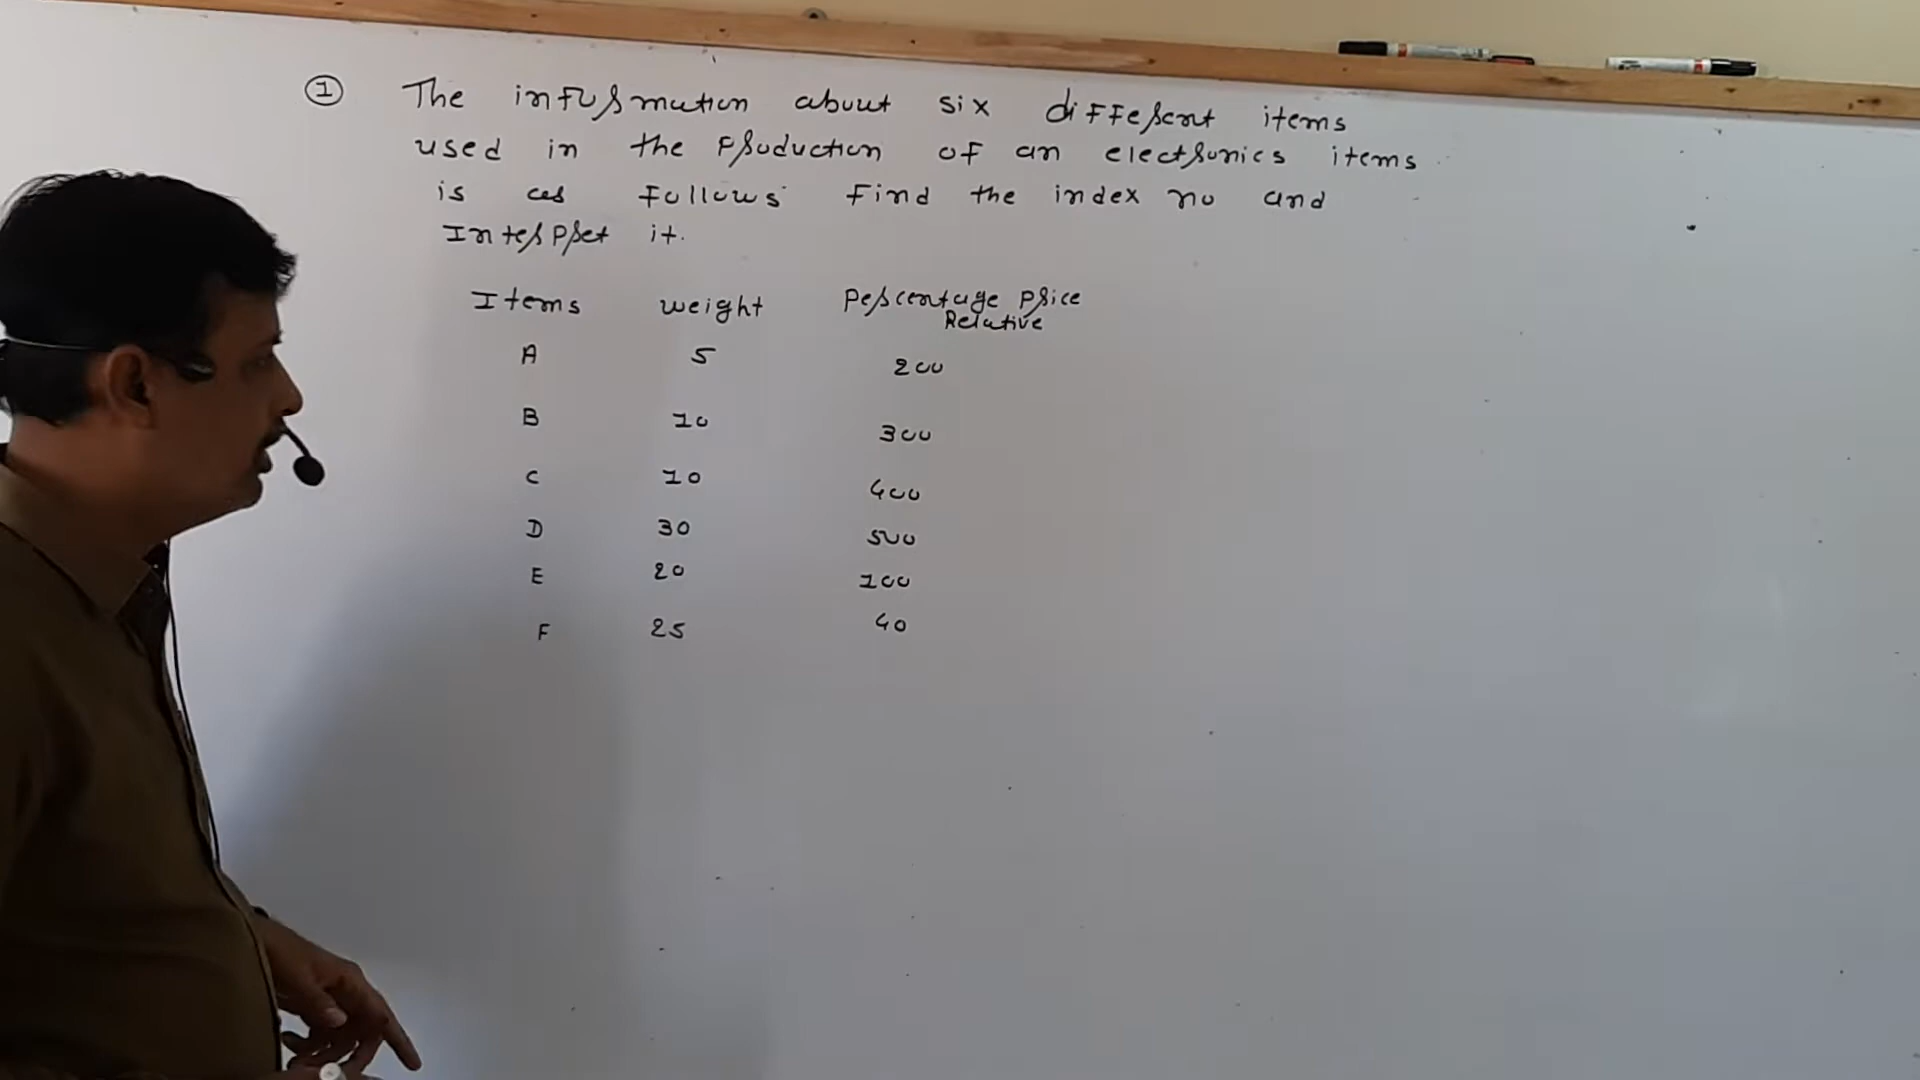 ① The information about six different items
used in the production of an electronics items
is as follows. Find the index no and
Interpret it.
Items weight Percentage Price
Relative
A 5 200
B 10 300
C 10 400
D 30 500
E 20 100
F 25 40